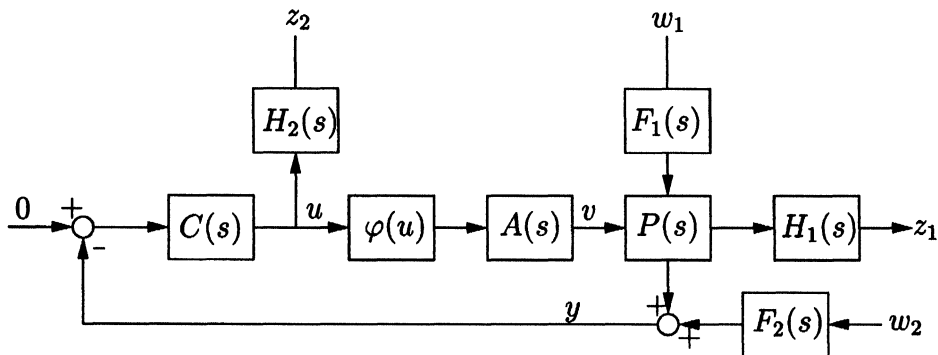 z₂ w₁
H₂(s) F₁(s)
0 + C(s) u φ(u) A(s) v P(s) H₁(s) z₁
-
y + + F₂(s) w₂